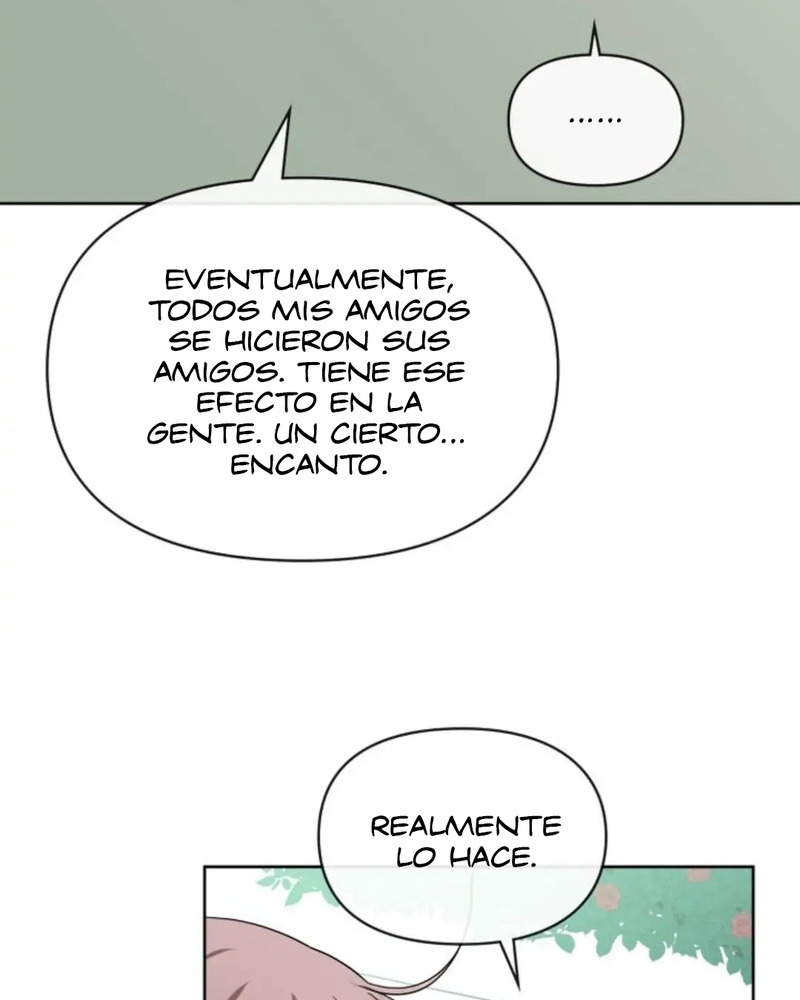 ......
EVENTUALMENTE,
TODOS MIS AMIGOS
SE HICIERON SUS
AMIGOS. TIENE ESE
EFECTO EN LA
GENTE. UN CIERTO...
ENCANTO.
REALMENTE
LO HACE.